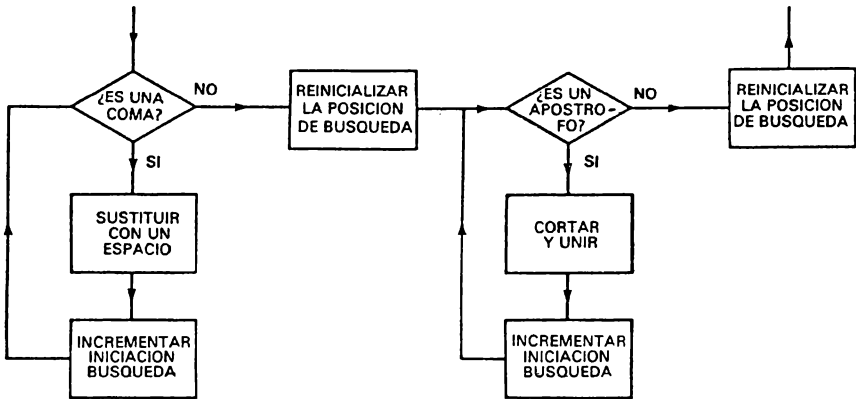 ¿ES UNA
COMA?
NO
SI
SUSTITUIR
CON UN
ESPACIO
INCREMENTAR
INICIACION
BUSQUEDA
REINICIALIZAR
LA POSICION
DE BUSQUEDA
¿ES UN
APOSTRO-
FO?
NO
SI
CORTAR
Y UNIR
INCREMENTAR
INICIACION
BUSQUEDA
REINICIALIZAR
LA POSICION
DE BUSQUEDA